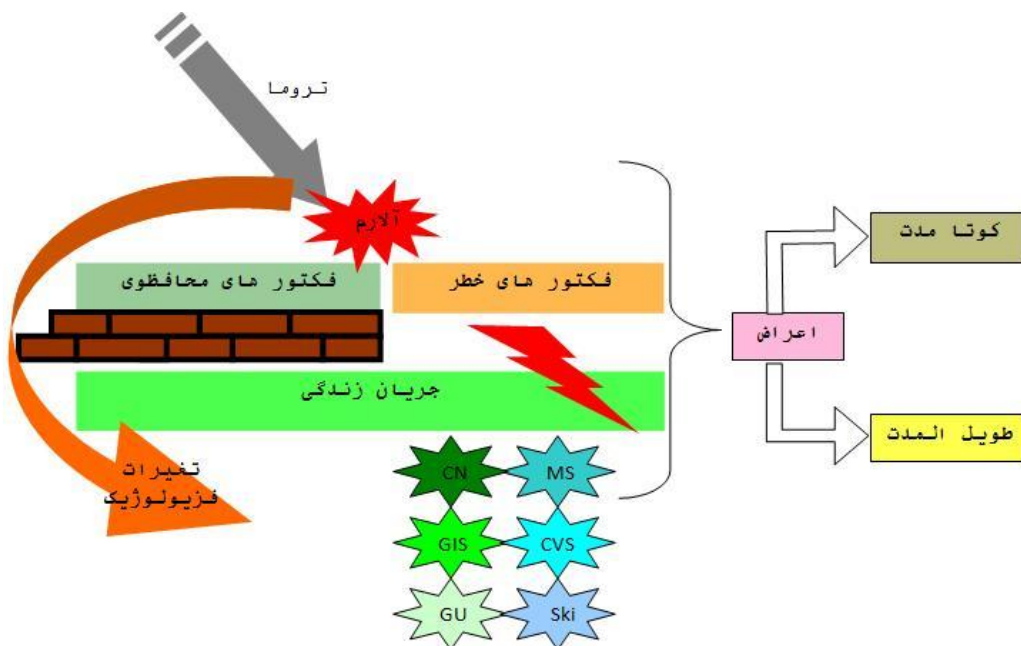 تروما
آلارم
فکتور های محافظوی
فکتور های خطر
کوتا مدت
اعراض
جریان زندگی
طویل المدت
تغیرات
فزیولوژیک
CN
MS
GIS
CVS
GU
Ski